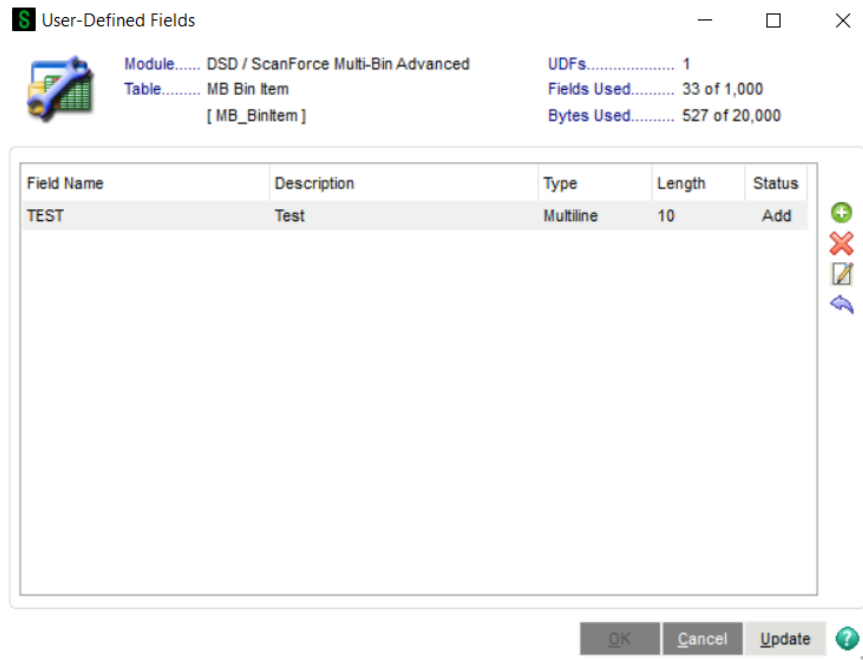 S User-Defined Fields
Module...... DSD / ScanForce Multi-Bin Advanced UDFs.................... 1
Table......... MB Bin Item Fields Used.......... 33 of 1,000
[ MB_BinItem ] Bytes Used.......... 527 of 20,000
Field Name Description Type Length Status
TEST Test Multiline 10 Add
OK Cancel Update ?